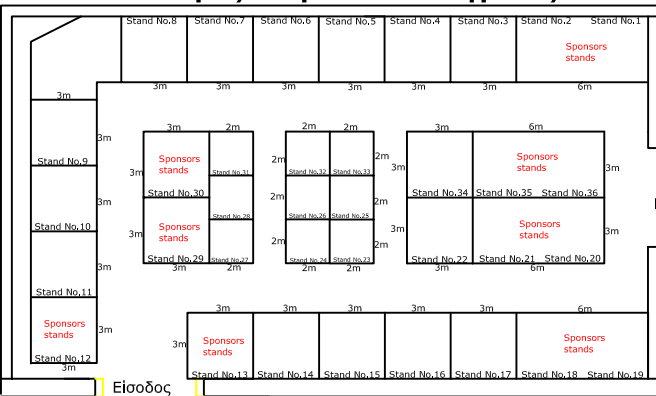 Stand No.8 Stand No.7 Stand No.6 Stand No.5 Stand No.4 Stand No.3 Stand No.2 Stand No.1
Sponsors
stands
3m 3m 3m 3m 3m 3m 6m
3m
3m
Stand No.9
3m
Stand No.10
3m
Stand No.11
Sponsors
stands
3m
Stand No.12
3m
3m 2m
Sponsors
stands
3m
Stand No.31
Stand No.30
Stand No.28
Sponsors
stands
3m
Stand No.29 Stand No.27
3m 2m
2m 2m
2m 2m
Stand No.32 Stand No.33
2m 2m
Stand No.26 Stand No.25
2m 2m
Stand No.24 Stand No.23
2m 2m
3m 6m
Sponsors
stands
3m 3m
Stand No.34 Stand No.35 Stand No.36
Sponsors
stands
3m 3m
Stand No.22 Stand No.21 Stand No.20
3m 6m
3m 3m 3m 3m 3m 6m
3m
Sponsors
stands
Sponsors
stands
Stand No.13 Stand No.14 Stand No.15 Stand No.16 Stand No.17 Stand No.18 Stand No.19
Είσοδος